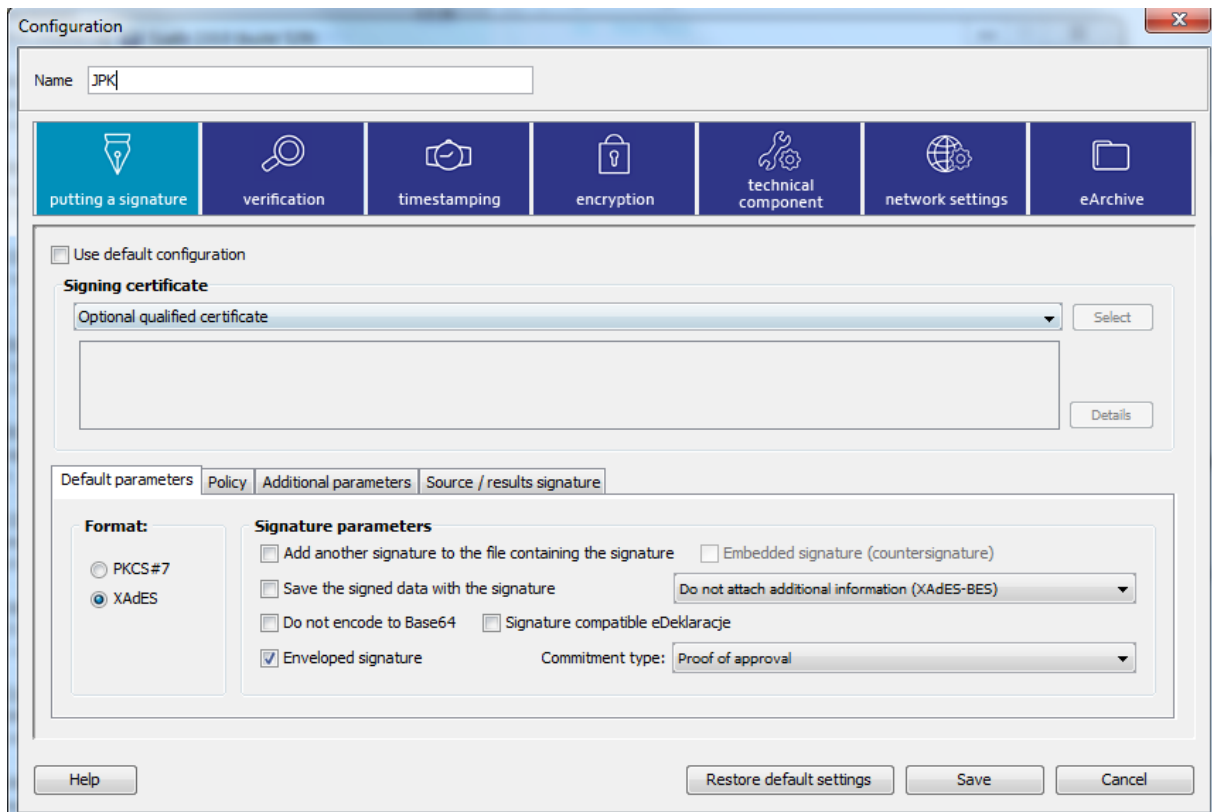 Configuration
Name JPK
putting a signature
verification
timestamping
encryption
technical
component
network settings
eArchive
Use default configuration
Signing certificate
Optional qualified certificate
Select
Details
Default parameters Policy Additional parameters Source / results signature
Format:
PKCS#7
XAdES
Signature parameters
Add another signature to the file containing the signature Embedded signature (countersignature)
Save the signed data with the signature Do not attach additional information (XAdES-BES)
Do not encode to Base64 Signature compatible eDeklaracje
Enveloped signature Commitment type: Proof of approval
Help Restore default settings Save Cancel